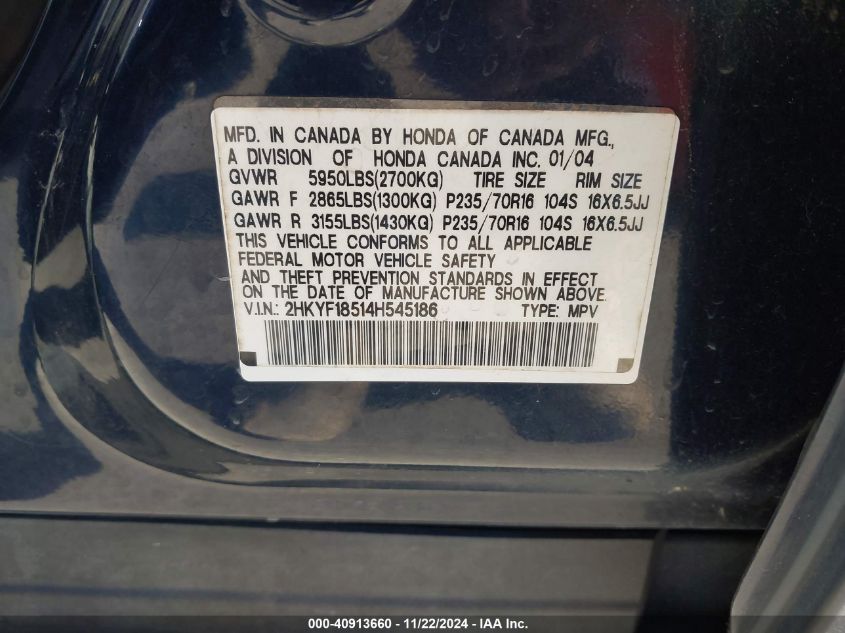 MFD. IN CANADA BY HONDA OF CANADA MFG.,
A DIVISION OF HONDA CANADA INC. 01/04
GVWR 5950LBS(2700KG) TIRE SIZE RIM SIZE
GAWR F 2865LBS(1300KG) P235/70R16 104S 16X6.5JJ
GAWR R 3155LBS(1430KG) P235/70R16 104S 16X6.5JJ
THIS VEHICLE CONFORMS TO ALL APPLICABLE
FEDERAL MOTOR VEHICLE SAFETY
AND THEFT PREVENTION STANDARDS IN EFFECT
ON THE DATE OF MANUFACTURE SHOWN ABOVE.
V.I.N.: 2HKYF18514H545186 TYPE: MPV
000-40913660 - 11/22/2024 - IAA Inc.